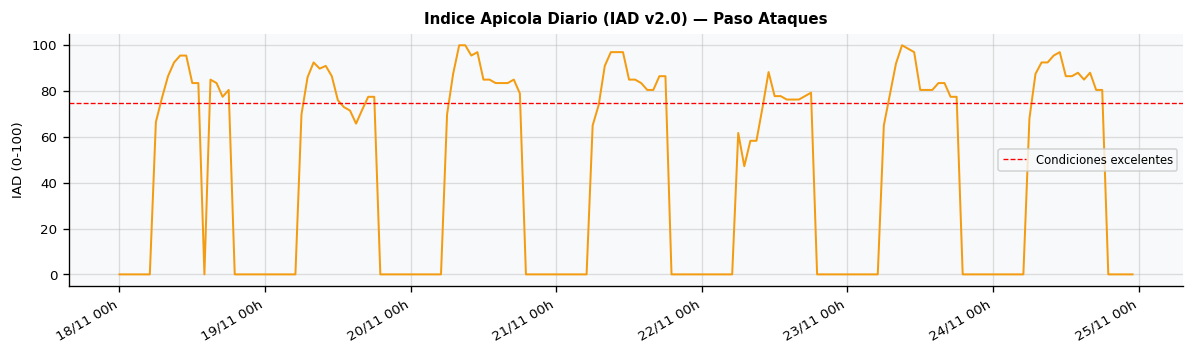 Indice Apicola Diario (IAD v2.0) — Paso Ataques
IAD (0-100)
100
80
60
40
20
0
Condiciones excelentes
18/11 00h
19/11 00h
20/11 00h
21/11 00h
22/11 00h
23/11 00h
24/11 00h
25/11 00h